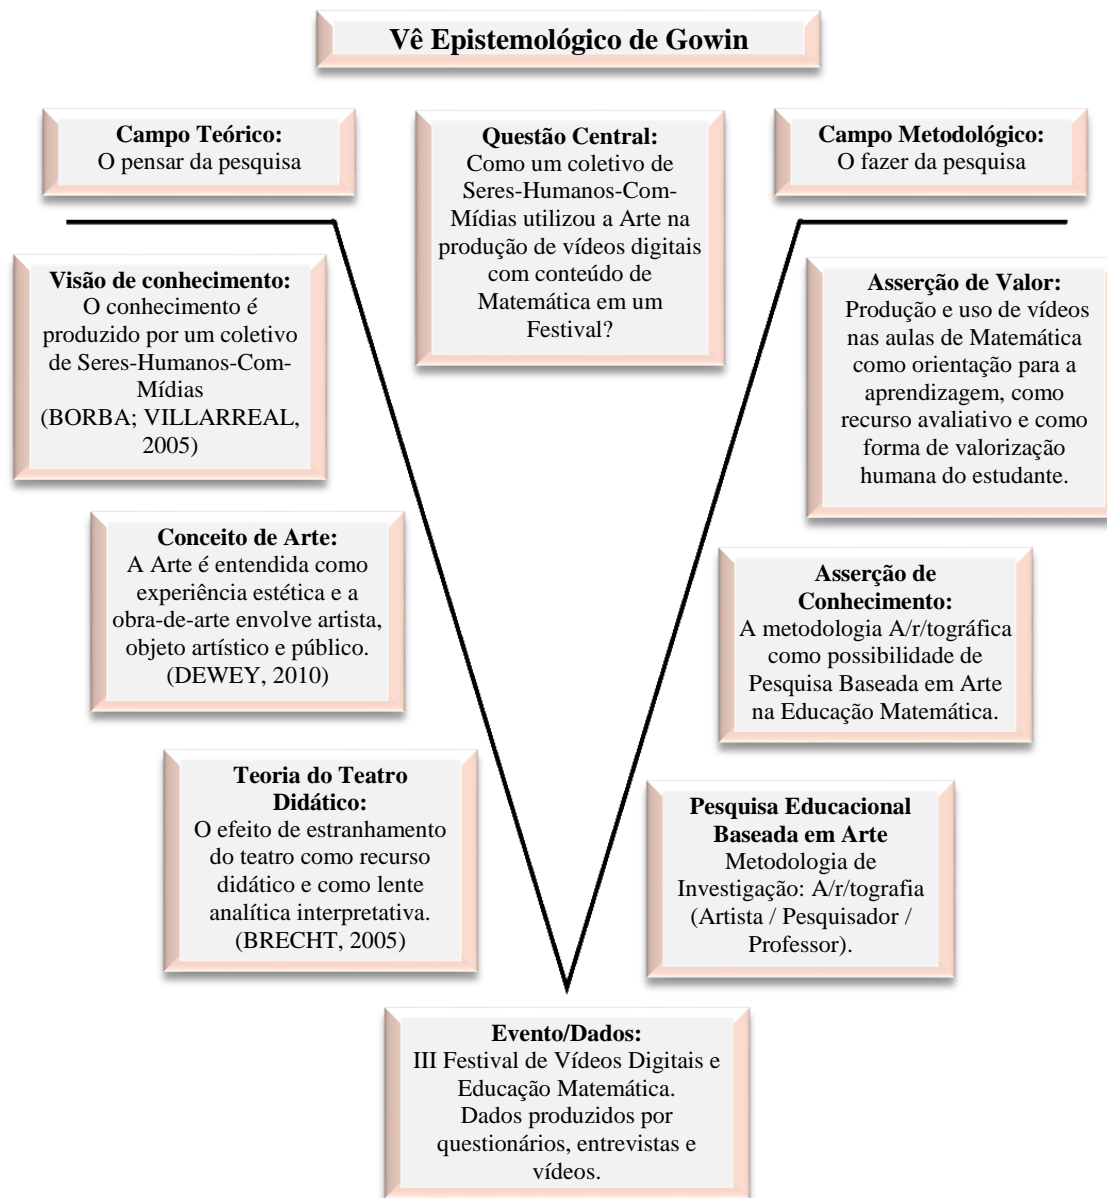 Vê Epistemológico de Gowin
Campo Teórico:
O pensar da pesquisa
Questão Central:
Como um coletivo de
Seres-Humanos-Com-
Mídias utilizou a Arte na
produção de vídeos digitais
com conteúdo de
Matemática em um
Festival?
Campo Metodológico:
O fazer da pesquisa
Visão de conhecimento:
O conhecimento é
produzido por um coletivo
de Seres-Humanos-Com-
Mídias
(BORBA; VILLARREAL,
2005)
Asserção de Valor:
Produção e uso de vídeos
nas aulas de Matemática
como orientação para a
aprendizagem, como
recurso avaliativo e como
forma de valorização
humana do estudante.
Conceito de Arte:
A Arte é entendida como
experiência estética e a
obra-de-arte envolve artista,
objeto artístico e público.
(DEWEY, 2010)
Asserção de
Conhecimento:
A metodologia A/r/tográfica
como possibilidade de
Pesquisa Baseada em Arte
na Educação Matemática.
Teoria do Teatro
Didático:
O efeito de estranhamento
do teatro como recurso
didático e como lente
analítica interpretativa.
(BRECHT, 2005)
Pesquisa Educacional
Baseada em Arte
Metodologia de
Investigação: A/r/tografia
(Artista / Pesquisador /
Professor).
Evento/Dados:
III Festival de Vídeos Digitais e
Educação Matemática.
Dados produzidos por
questionários, entrevistas e
vídeos.